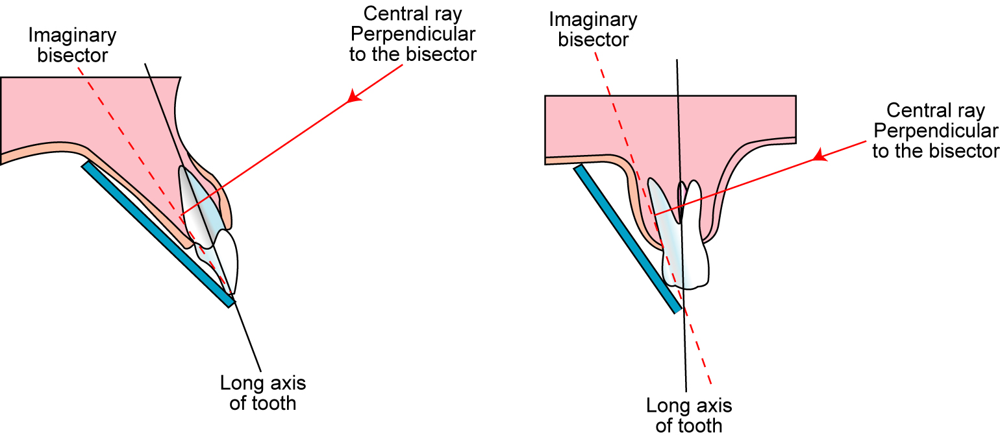 Imaginary
bisector
Central ray
Perpendicular
to the bisector
Long axis
of tooth
Imaginary
bisector
Central ray
Perpendicular
to the bisector
Long axis
of tooth